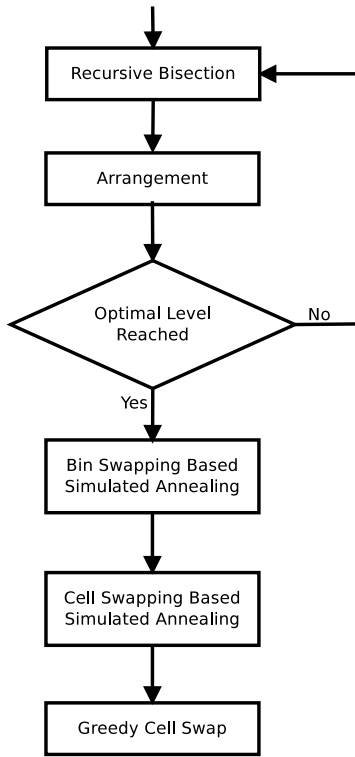 Recursive Bisection
Arrangement
Optimal Level
Reached
No
Yes
Bin Swapping Based
Simulated Annealing
Cell Swapping Based
Simulated Annealing
Greedy Cell Swap